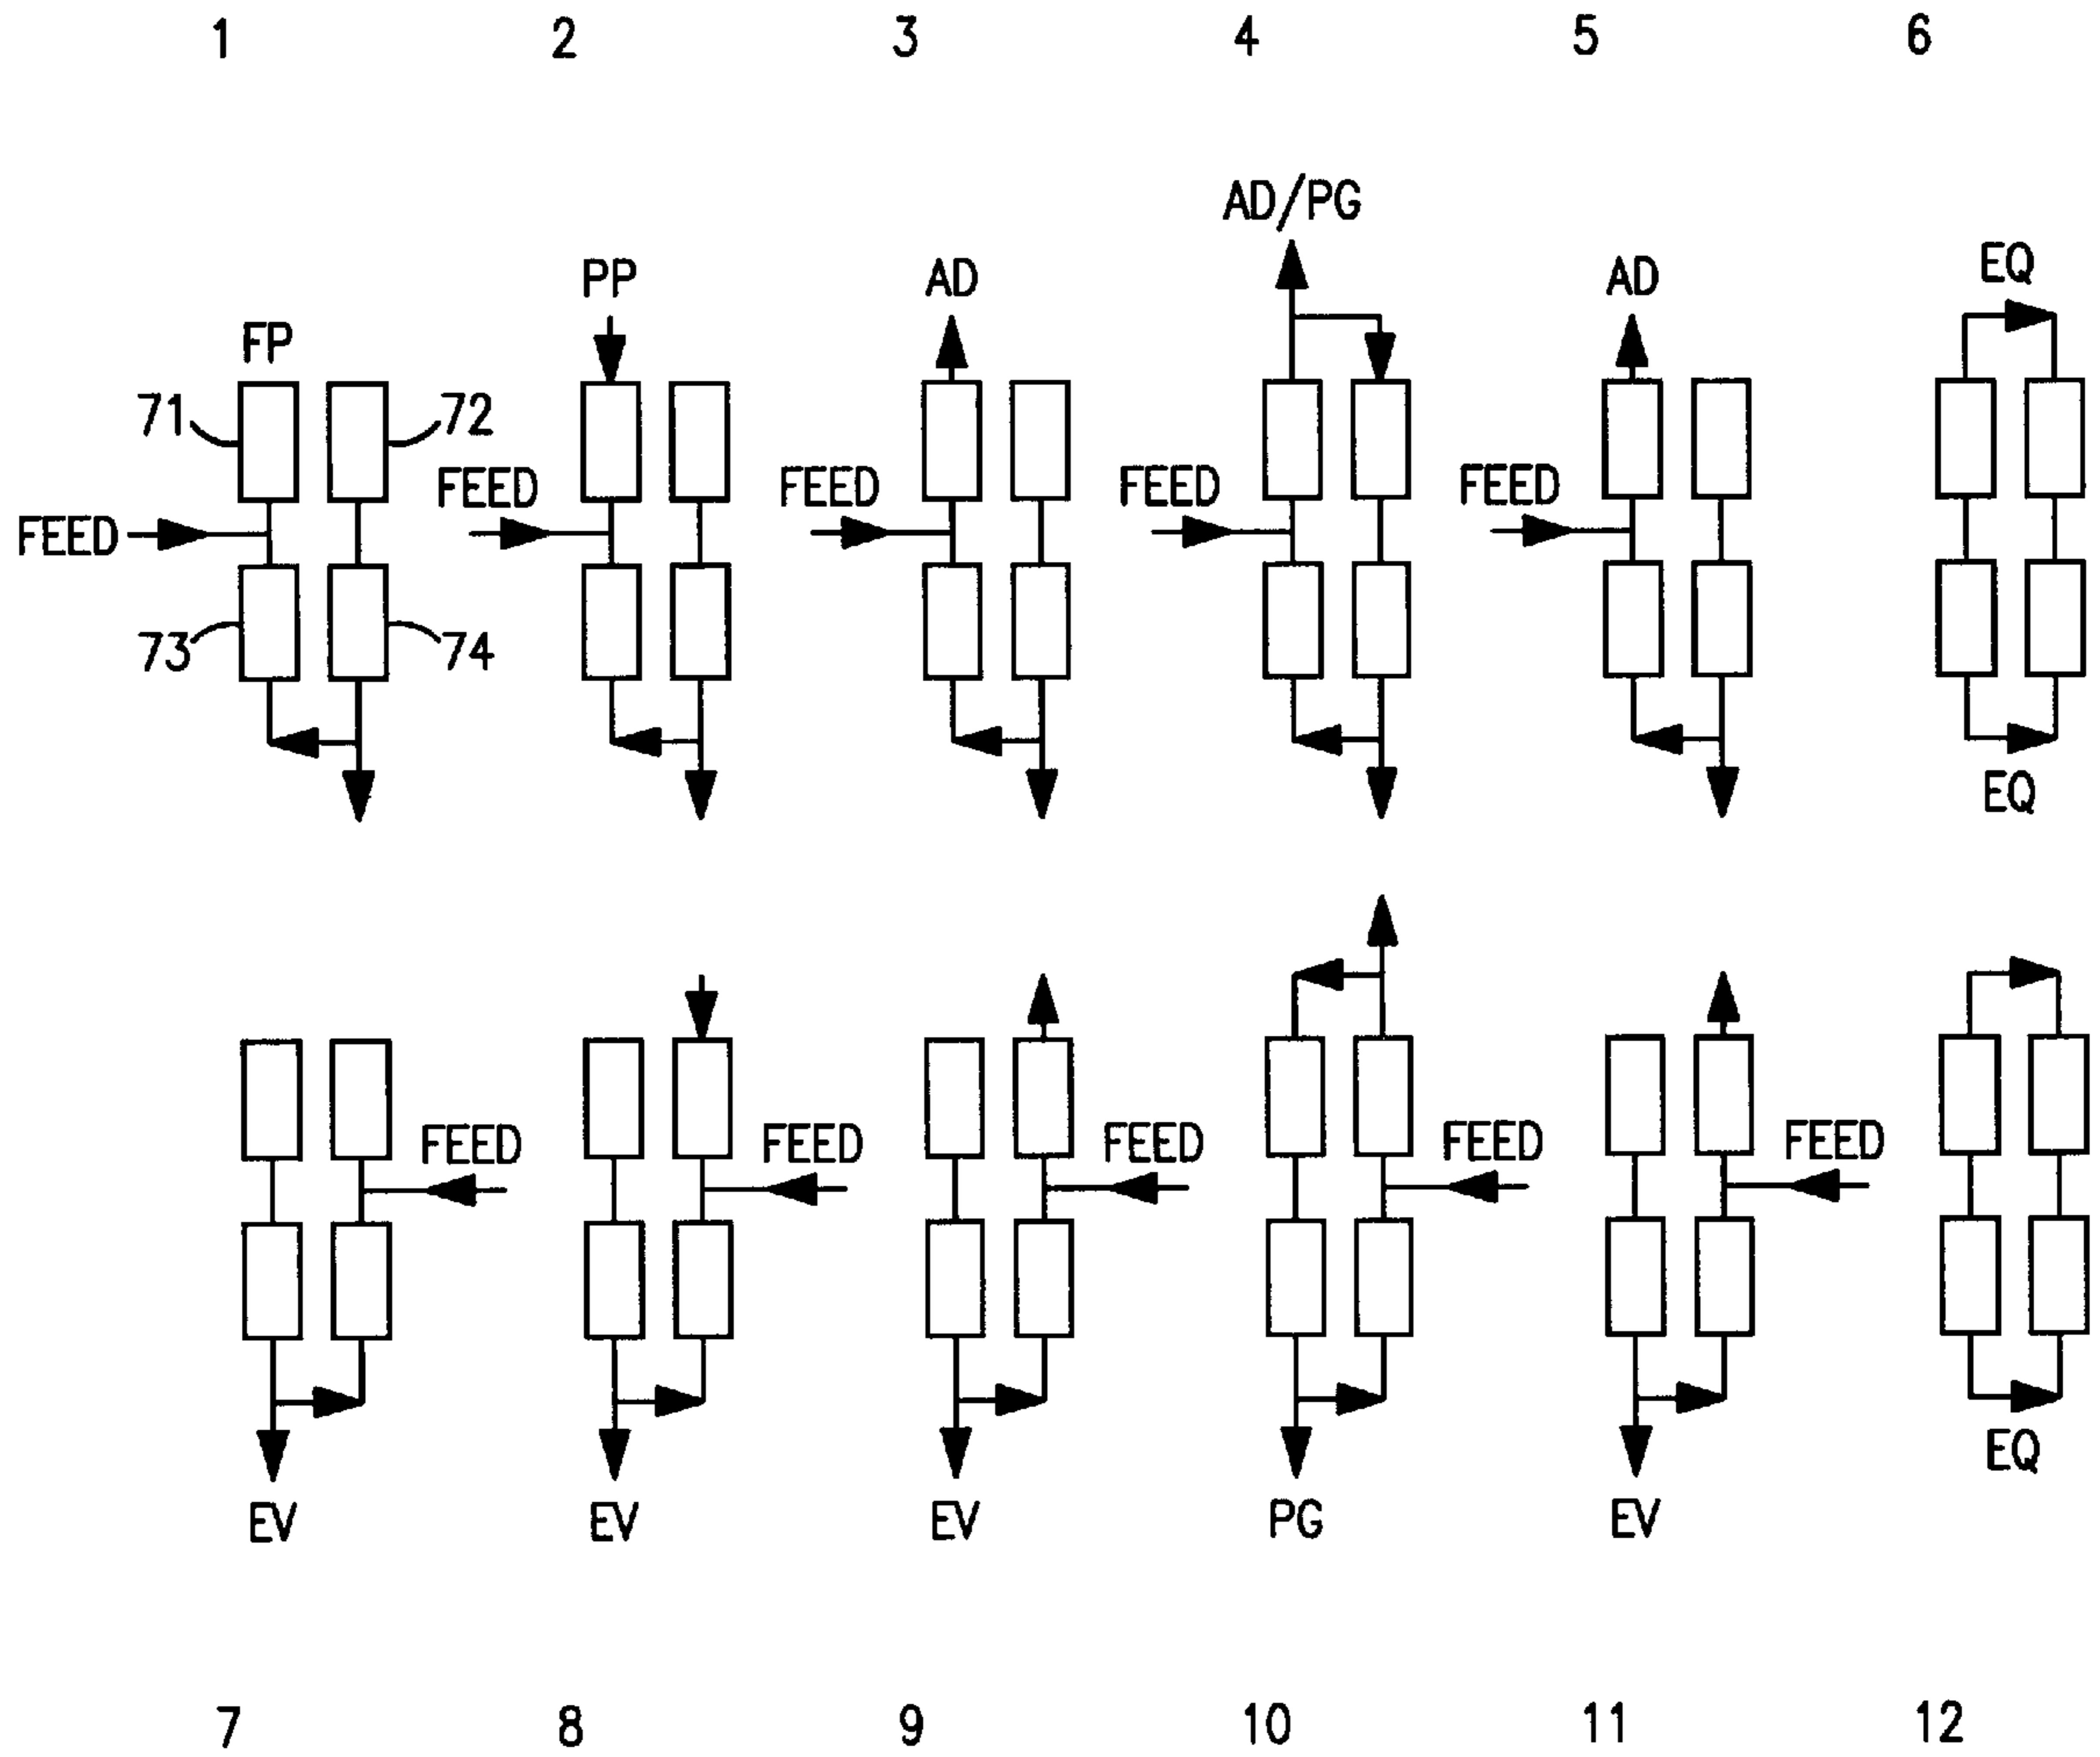 1 2 3 4 5 6
AD/PG
PP AD AD EQ
FP
71 72
FEED FEED FEED FEED
FEED
73 74
EQ
FEED FEED FEED FEED FEED
EQ
EV EV EV PG EV
7 8 9 10 11 12